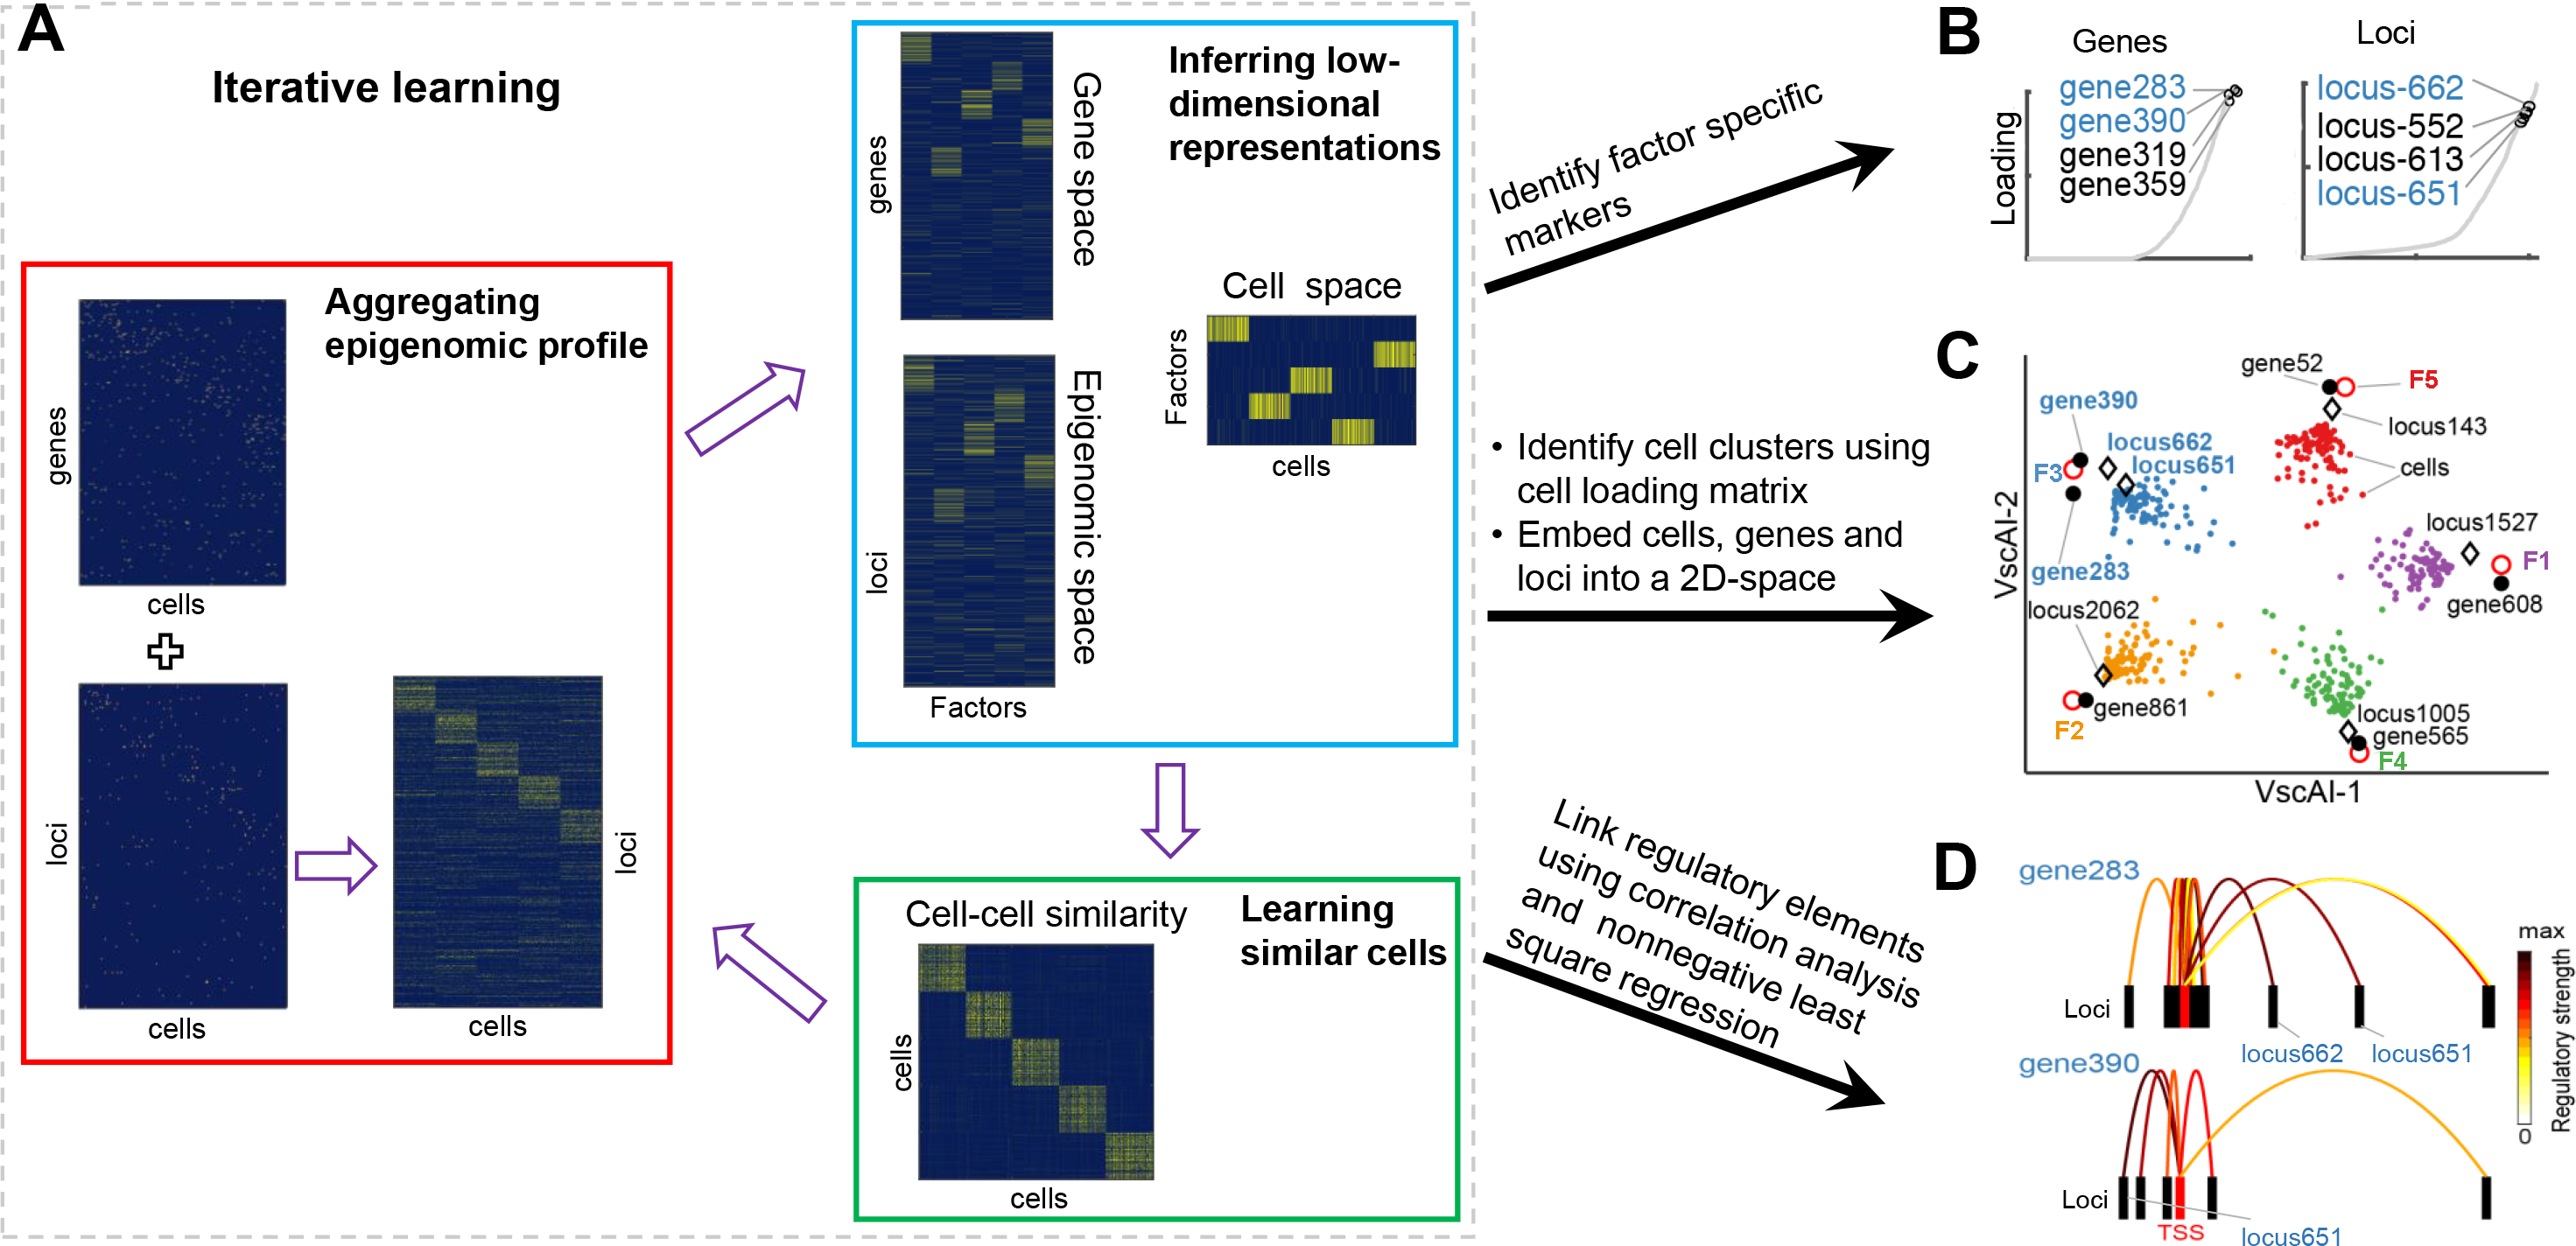 A
Iterative learning
Aggregating
epigenomic profile
genes
cells
loci
cells
loci
cells
Inferring low-
dimensional
representations
genes
Gene space
loci
Epigenomic space
Factors
Cell space
Factors
cells
Cell-cell similarity
Learning
similar cells
cells
cells
Identify factor specific
markers
• Identify cell clusters using
cell loading matrix
• Embed cells, genes and
loci into a 2D-space
Link regulatory elements
using correlation analysis
and nonnegative least
square regression
B
Genes
Loci
Loading
gene283
gene390
gene319
gene359
locus-662
locus-552
locus-613
locus-651
C
VscAI-2
VscAI-1
gene52
F5
locus143
cells
gene390
locus662
locus651
F3
gene283
locus1527
F1
gene608
locus2062
gene861
F2
locus1005
gene565
F4
D
gene283
Loci
locus662
locus651
gene390
Loci
TSS
locus651
max
Regulatory strength
0